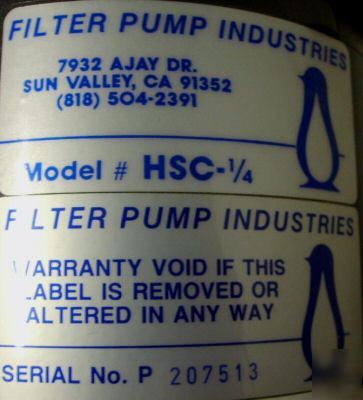 FILTER PUMP INDUSTRIES
7932 AJAY DR.
SUN VALLEY, CA 91352
(818) 504-2391
Model # HSC-1/4
FILTER PUMP INDUSTRIES
WARRANTY VOID IF THIS
LABEL IS REMOVED OR
ALTERED IN ANY WAY
SERIAL No. P 207513